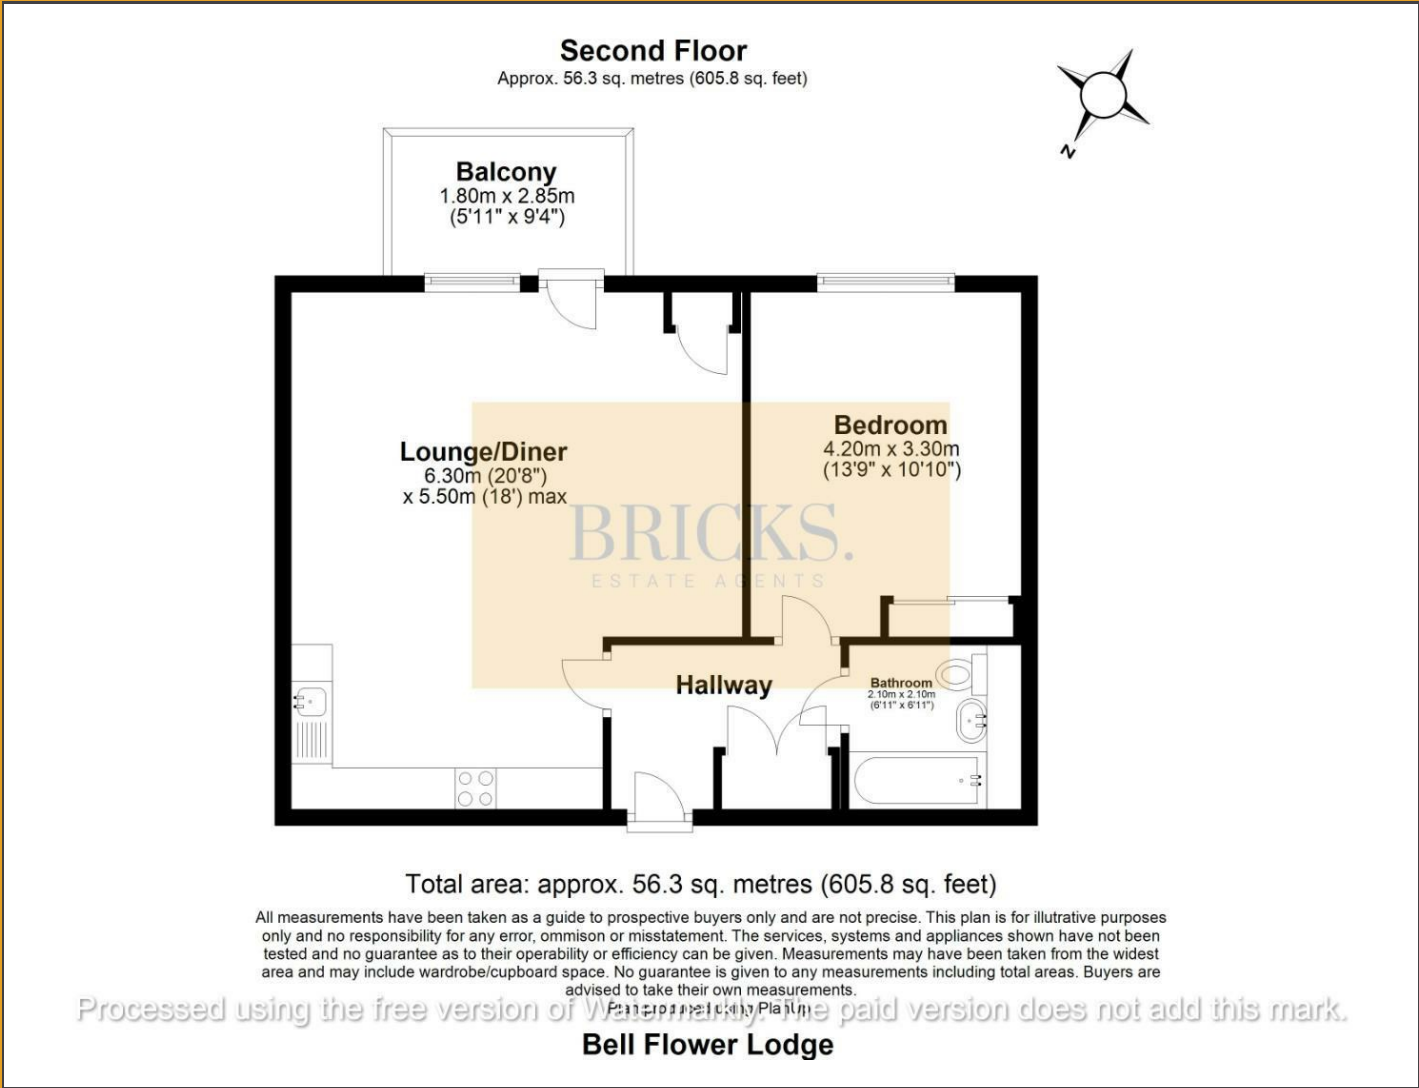 Second Floor
Approx. 56.3 sq. metres (605.8 sq. feet)
N
Balcony
1.80m x 2.85m
(5'11" x 9'4")
Lounge/Diner
6.30m (20'8")
x 5.50m (18') max
Bedroom
4.20m x 3.30m
(13'9" x 10'10")
BRICKS.
ESTATE AGENTS
Hallway
Bathroom
2.10m x 2.10m
(6'11" x 6'11")
Total area: approx. 56.3 sq. metres (605.8 sq. feet)
All measurements have been taken as a guide to prospective buyers only and are not precise. This plan is for illutrative purposes
only and no responsibility for any error, ommison or misstatement. The services, systems and appliances shown have not been
tested and no guarantee as to their operability or efficiency can be given. Measurements may have been taken from the widest
area and may include wardrobe/cupboard space. No guarantee is given to any measurements including total areas. Buyers are
advised to take their own measurements.
Plan produced using PlanUp.
Processed using the free version of Watermarkly. The paid version does not add this mark.
Bell Flower Lodge